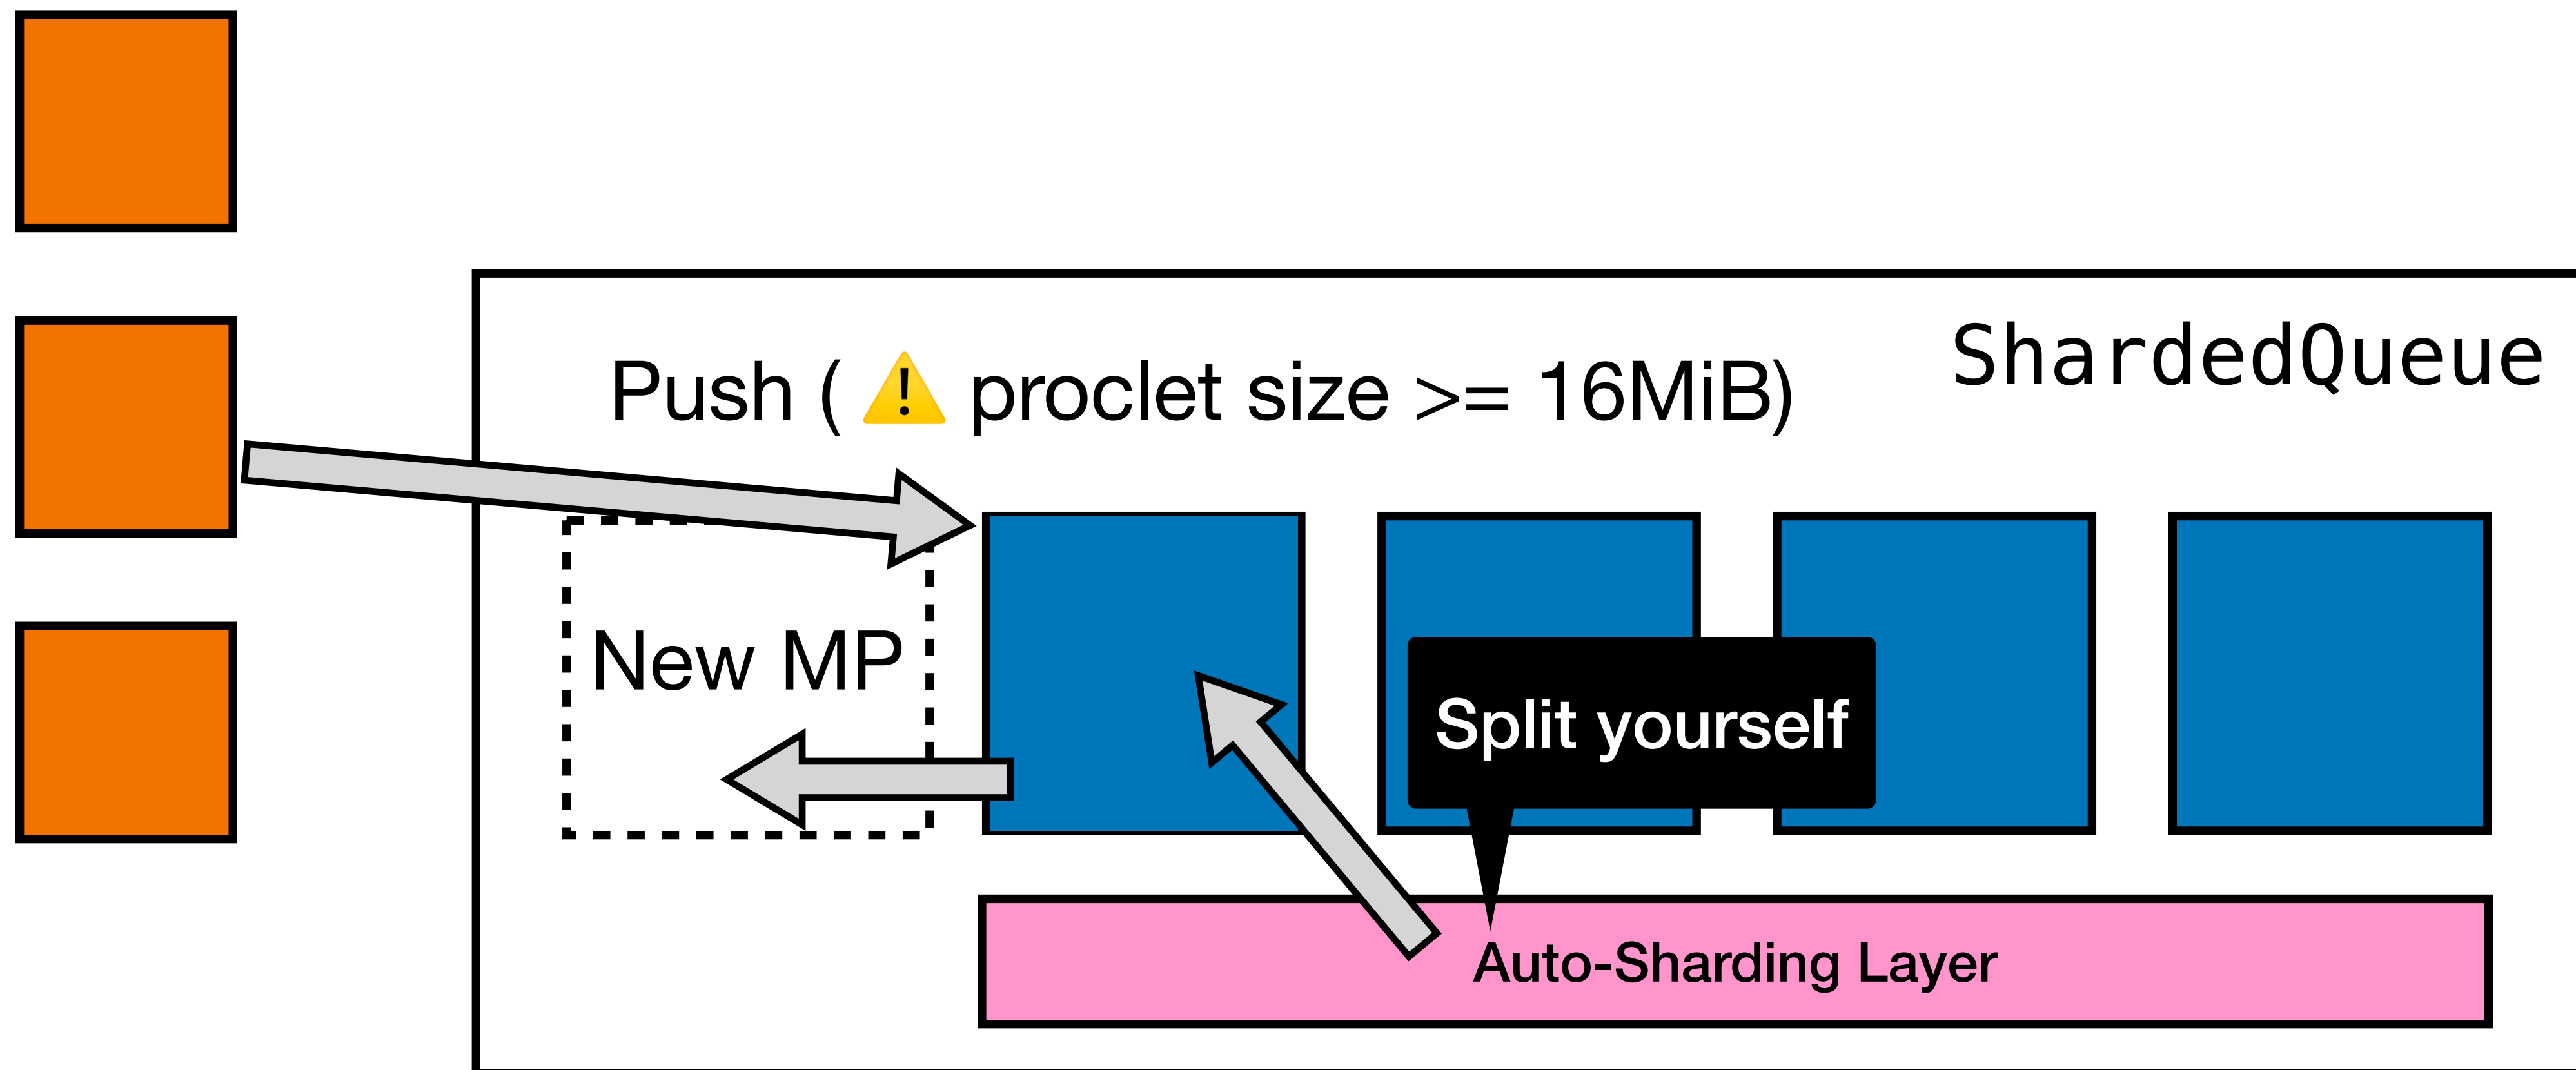 ShardedQueue
Push ( ⚠️ proclet size >= 16MiB)
New MP
Split yourself
Auto-Sharding Layer